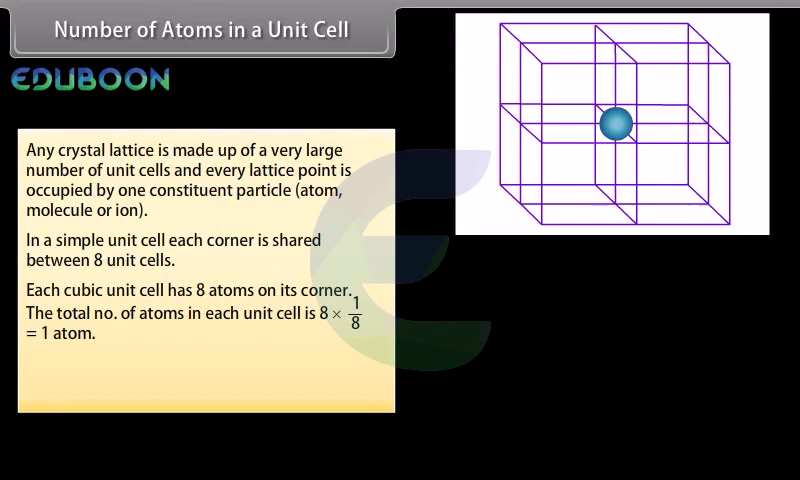 Number of Atoms in a Unit Cell
EDUBOON
Any crystal lattice is made up of a very large
number of unit cells and every lattice point is
occupied by one constituent particle (atom,
molecule or ion).
In a simple unit cell each corner is shared
between 8 unit cells.
Each cubic unit cell has 8 atoms on its corner.
The total no. of atoms in each unit cell is 8 × 1/8
= 1 atom.